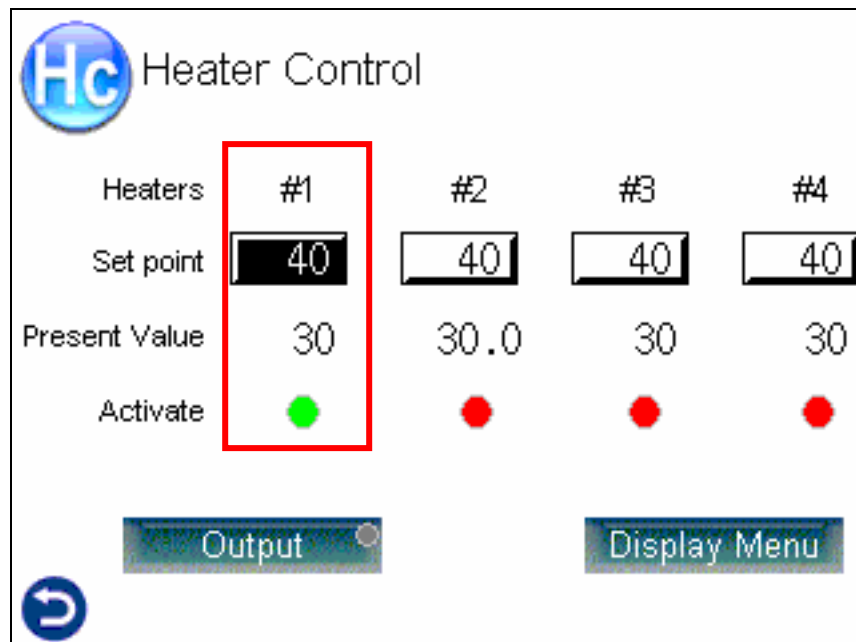 Hc Heater Control
Heaters #1 #2 #3 #4
Set point 40 40 40 40
Present Value 30 30.0 30 30
Activate
Output Display Menu